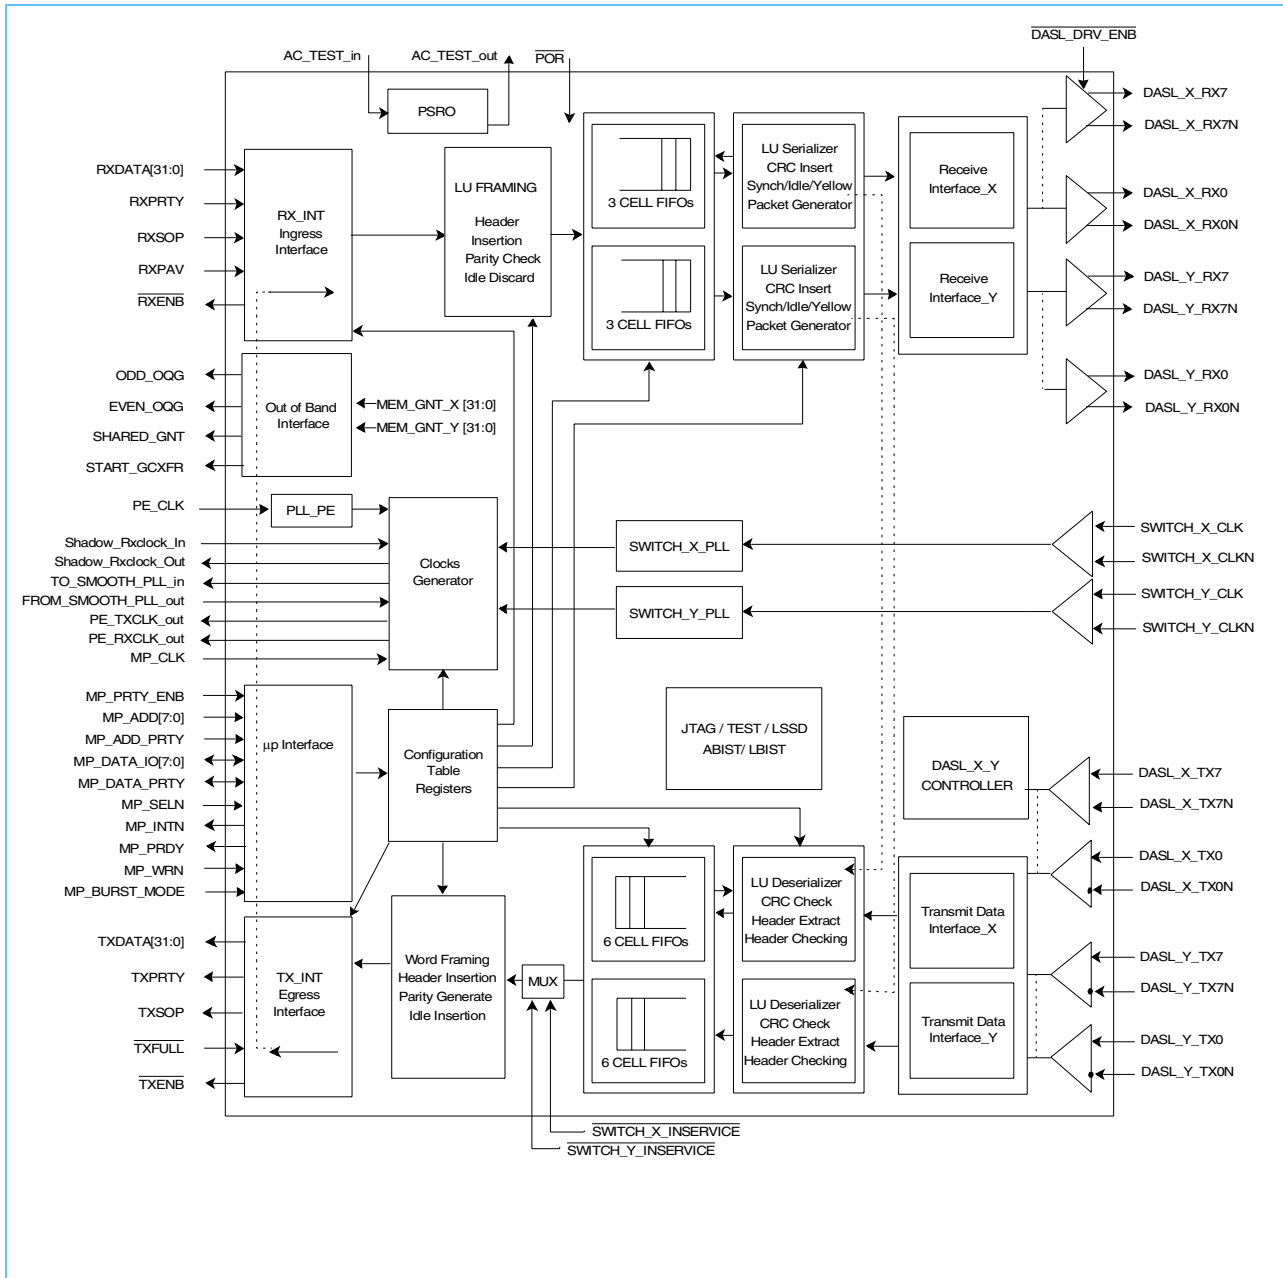 DASL_DRV_ENB
AC_TEST_in
AC_TEST_out
POR
PSRO
RXDATA[31:0]
RXPRTY
RXSOP
RXPAV
RXENB
RX_INT
Ingress
Interface
LU FRAMING
Header
Insertion
Parity Check
Idle Discard
3 CELL FIFOs
3 CELL FIFOs
LU Serializer
CRC Insert
Synch/Idle/Yellow
Packet Generator
LU Serializer
CRC Insert
Synch/Idle/Yellow
Packet Generator
Receive
Interface_X
Receive
Interface_Y
DASL_X_RX7
DASL_X_RX7N
DASL_X_RX0
DASL_X_RX0N
DASL_Y_RX7
DASL_Y_RX7N
DASL_Y_RX0
DASL_Y_RX0N
ODD_OQG
EVEN_OQG
SHARED_GNT
START_GCXFR
Out of Band
Interface
MEM_GNT_X [31:0]
MEM_GNT_Y [31:0]
PE_CLK
PLL_PE
Shadow_Rxclock_In
Shadow_Rxclock_Out
TO_SMOOTH_PLL_in
FROM_SMOOTH_PLL_out
PE_TXCLK_out
PE_RXCLK_out
MP_CLK
Clocks
Generator
SWITCH_X_PLL
SWITCH_Y_PLL
SWITCH_X_CLK
SWITCH_X_CLKN
SWITCH_Y_CLK
SWITCH_Y_CLKN
MP_PRTY_ENB
MP_ADD[7:0]
MP_ADD_PRTY
MP_DATA_IO[7:0]
MP_DATA_PRTY
MP_SELN
MP_INTN
MP_PRDY
MP_WRN
MP_BURST_MODE
µp Interface
Configuration
Table
Registers
JTAG / TEST / LSSD
ABIST/ LBIST
DASL_X_Y
CONTROLLER
DASL_X_TX7
DASL_X_TX7N
DASL_X_TX0
DASL_X_TX0N
DASL_Y_TX7
DASL_Y_TX7N
DASL_Y_TX0
DASL_Y_TX0N
TXDATA[31:0]
TXPRTY
TXSOP
TXFULL
TXENB
TX_INT
Egress
Interface
Word Framing
Header Insertion
Parity Generate
Idle Insertion
MUX
6 CELL FIFOs
6 CELL FIFOs
LU Deserializer
CRC Check
Header Extract
Header Checking
LU Deserializer
CRC Check
Header Extract
Header Checking
Transmit Data
Interface_X
Transmit Data
Interface_Y
SWITCH_X_INSERVICE
SWITCH_Y_INSERVICE